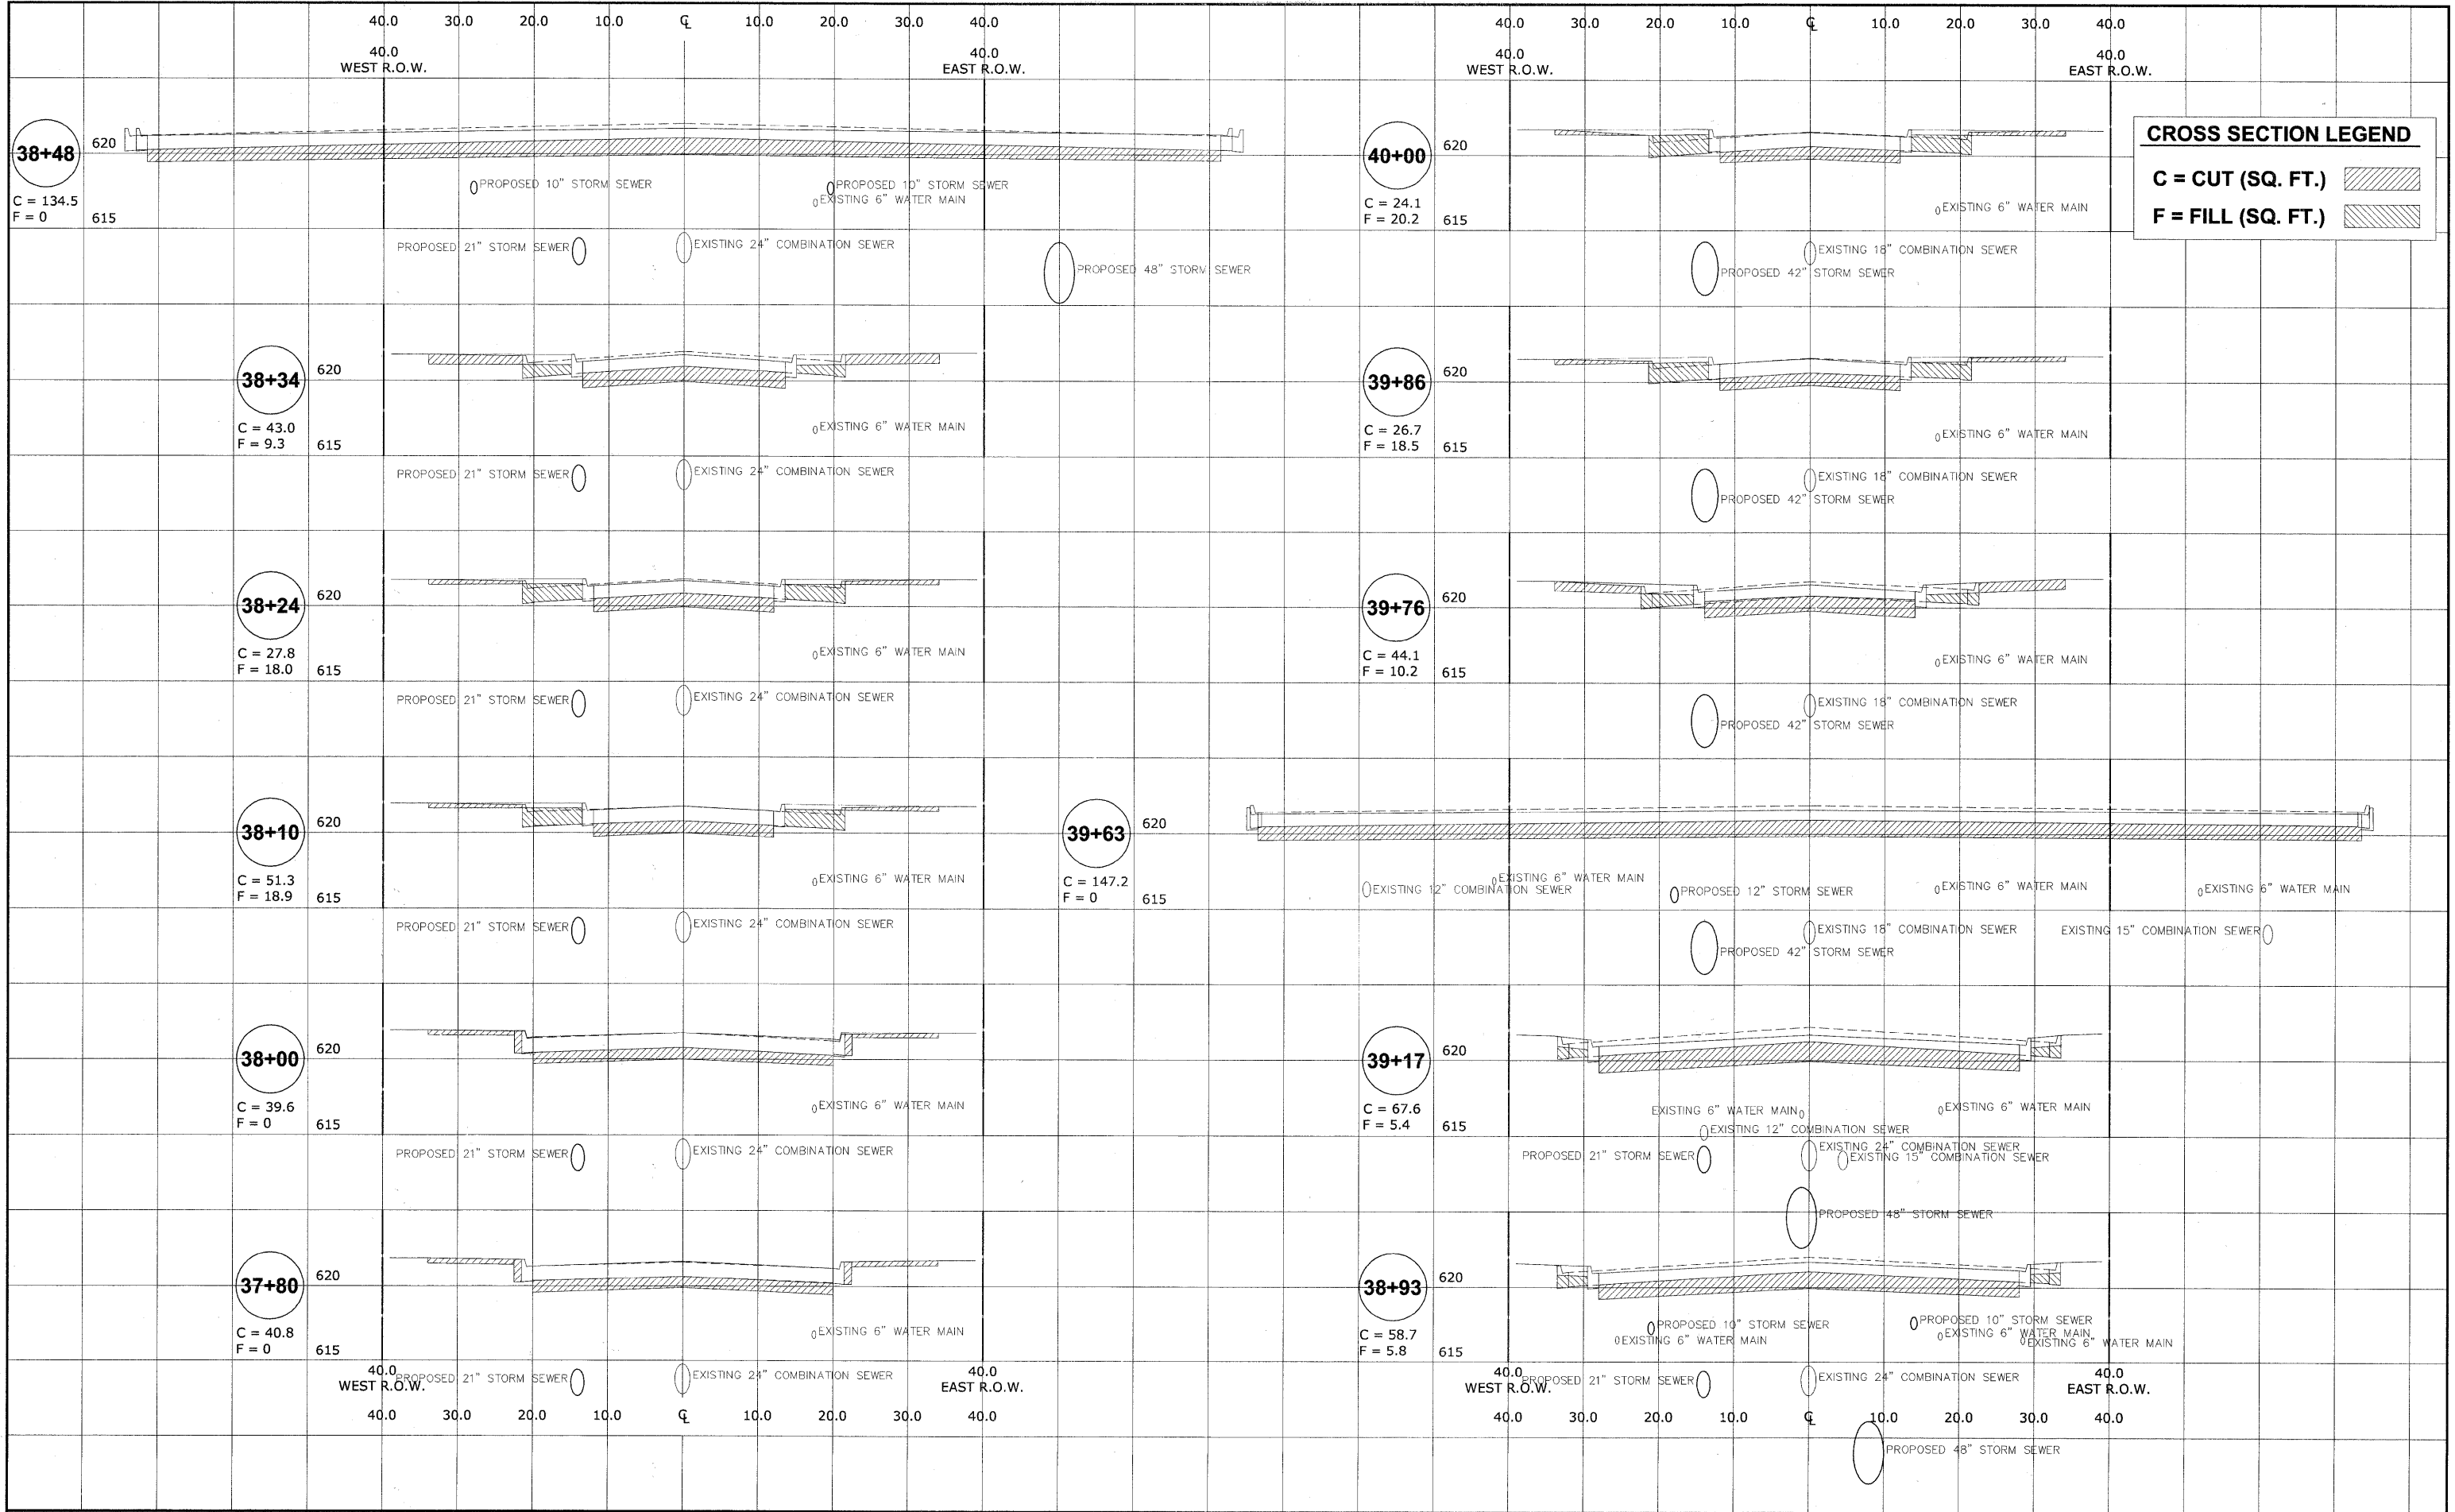 40.0 30.0 20.0 10.0 ℄ 10.0 20.0 30.0 40.0
40.0
WEST R.O.W.
40.0
EAST R.O.W.
38+48
620
C = 134.5
F = 0
615
PROPOSED 10" STORM SEWER
PROPOSED 10" STORM SEWER
EXISTING 6" WATER MAIN
PROPOSED 21" STORM SEWER
EXISTING 24" COMBINATION SEWER
PROPOSED 48" STORM SEWER
38+34
620
C = 43.0
F = 9.3
615
EXISTING 6" WATER MAIN
PROPOSED 21" STORM SEWER
EXISTING 24" COMBINATION SEWER
38+24
620
C = 27.8
F = 18.0
615
EXISTING 6" WATER MAIN
PROPOSED 21" STORM SEWER
EXISTING 24" COMBINATION SEWER
38+10
620
C = 51.3
F = 18.9
615
EXISTING 6" WATER MAIN
PROPOSED 21" STORM SEWER
EXISTING 24" COMBINATION SEWER
38+00
620
C = 39.6
F = 0
615
EXISTING 6" WATER MAIN
PROPOSED 21" STORM SEWER
EXISTING 24" COMBINATION SEWER
37+80
620
C = 40.8
F = 0
615
EXISTING 6" WATER MAIN
PROPOSED 21" STORM SEWER
EXISTING 24" COMBINATION SEWER
40.0
WEST R.O.W.
40.0
EAST R.O.W.
40.0 30.0 20.0 10.0 ℄ 10.0 20.0 30.0 40.0
40.0 30.0 20.0 10.0 ℄ 10.0 20.0 30.0 40.0
40.0
WEST R.O.W.
40.0
EAST R.O.W.
CROSS SECTION LEGEND
C = CUT (SQ. FT.)
F = FILL (SQ. FT.)
40+00
620
C = 24.1
F = 20.2
615
EXISTING 6" WATER MAIN
EXISTING 18" COMBINATION SEWER
PROPOSED 42" STORM SEWER
39+86
620
C = 26.7
F = 18.5
615
EXISTING 6" WATER MAIN
EXISTING 18" COMBINATION SEWER
PROPOSED 42" STORM SEWER
39+76
620
C = 44.1
F = 10.2
615
EXISTING 6" WATER MAIN
EXISTING 18" COMBINATION SEWER
PROPOSED 42" STORM SEWER
39+63
620
C = 147.2
F = 0
615
EXISTING 6" WATER MAIN
EXISTING 12" COMBINATION SEWER
PROPOSED 12" STORM SEWER
EXISTING 6" WATER MAIN
EXISTING 6" WATER MAIN
EXISTING 18" COMBINATION SEWER
EXISTING 15" COMBINATION SEWER
PROPOSED 42" STORM SEWER
39+17
620
C = 67.6
F = 5.4
615
EXISTING 6" WATER MAIN
EXISTING 6" WATER MAIN
EXISTING 12" COMBINATION SEWER
EXISTING 24" COMBINATION SEWER
PROPOSED 21" STORM SEWER
EXISTING 15" COMBINATION SEWER
PROPOSED 48" STORM SEWER
38+93
620
C = 58.7
F = 5.8
615
PROPOSED 10" STORM SEWER
PROPOSED 10" STORM SEWER
EXISTING 6" WATER MAIN
EXISTING 6" WATER MAIN
EXISTING 6" WATER MAIN
40.0
WEST R.O.W.
PROPOSED 21" STORM SEWER
EXISTING 24" COMBINATION SEWER
40.0
EAST R.O.W.
40.0 30.0 20.0 10.0 ℄ 10.0 20.0 30.0 40.0
PROPOSED 48" STORM SEWER